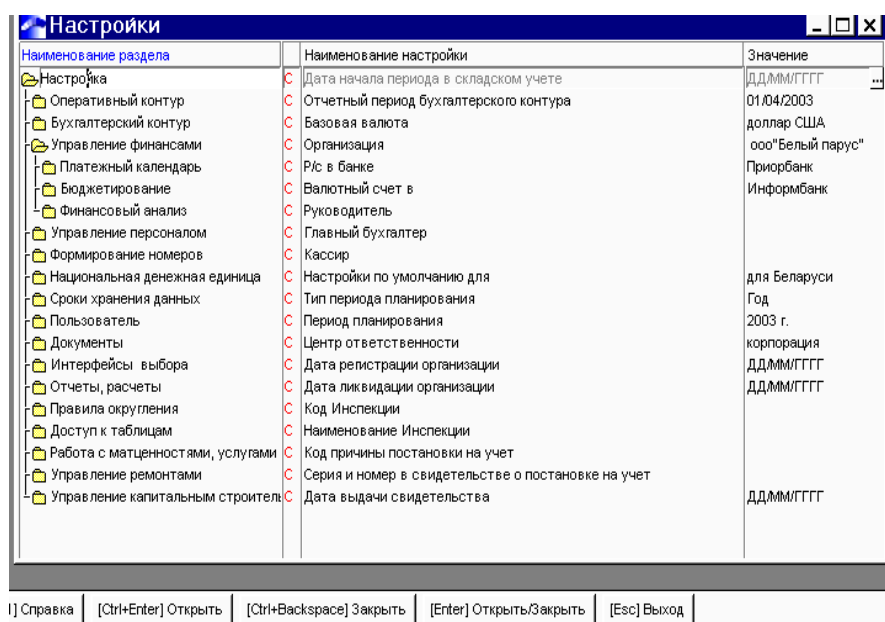 Настройки
Наименование раздела Наименование настройки Значение
Настройка С Дата начала периода в складском учете ДД/ММ/ГГГГ ...
Оперативный контур С Отчетный период бухгалтерского контура 01/04/2003
Бухгалтерский контур С Базовая валюта доллар США
Управление финансами С Организация ооо"Белый парус"
Платежный календарь С Р/с в банке Приорбанк
Бюджетирование С Валютный счет в Информбанк
Финансовый анализ С Руководитель
Управление персоналом С Главный бухгалтер
Формирование номеров С Кассир
Национальная денежная единица С Настройки по умолчанию для для Беларуси
Сроки хранения данных С Тип периода планирования Год
Пользователь С Период планирования 2003 г.
Документы С Центр ответственности корпорация
Интерфейсы выбора С Дата регистрации организации ДД/ММ/ГГГГ
Отчеты, расчеты С Дата ликвидации организации ДД/ММ/ГГГГ
Правила округления С Код Инспекции
Доступ к таблицам С Наименование Инспекции
Работа с матценностями, услугами С Код причины постановки на учет
Управление ремонтами С Серия и номер в свидетельстве о постановке на учет
Управление капитальным строител С Дата выдачи свидетельства ДД/ММ/ГГГГ
1] Справка [Ctrl+Enter] Открыть [Ctrl+Backspace] Закрыть [Enter] Открыть/Закрыть [Esc] Выход